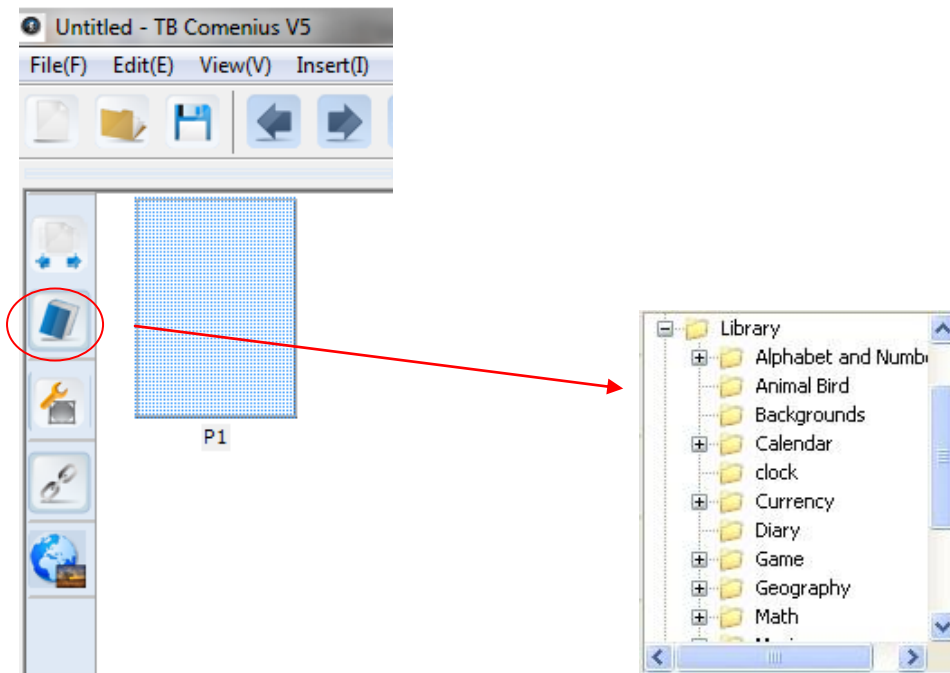 Untitled - TB Comenius V5
File(F) Edit(E) View(V) Insert(I)
P1
Library
Alphabet and Numb
Animal Bird
Backgrounds
Calendar
clock
Currency
Diary
Game
Geography
Math